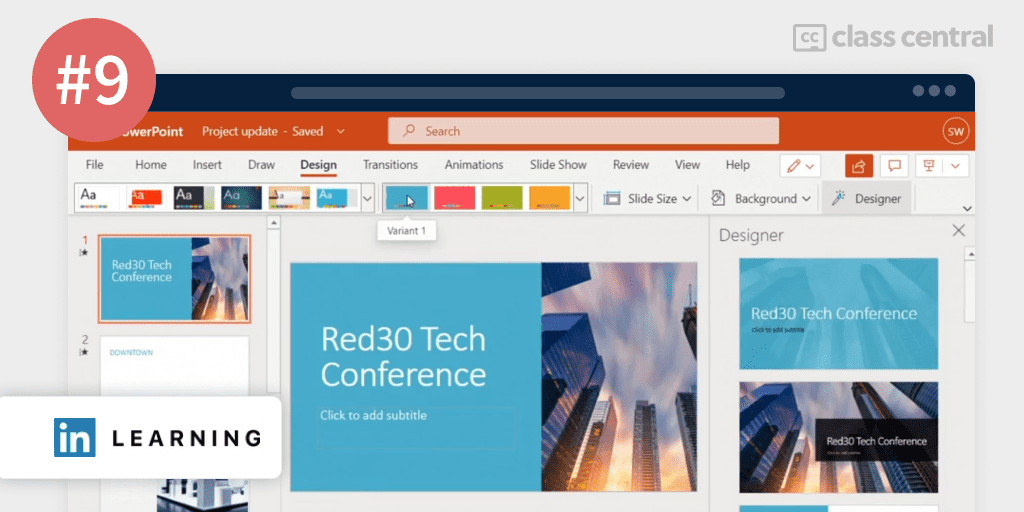 #9
class central
werPoint Project update - Saved Search SW
File Home Insert Draw Design Transitions Animations Slide Show Review View Help
Aa Aa Aa Aa Aa Aa Slide Size Background Designer
Variant 1
Designer
1
Red30 Tech
Conference
2
DOWNTOWN
Red30 Tech
Conference
Click to add subtitle
Red30 Tech Conference
Click to add subtitle
Red30 Tech Conference
in LEARNING